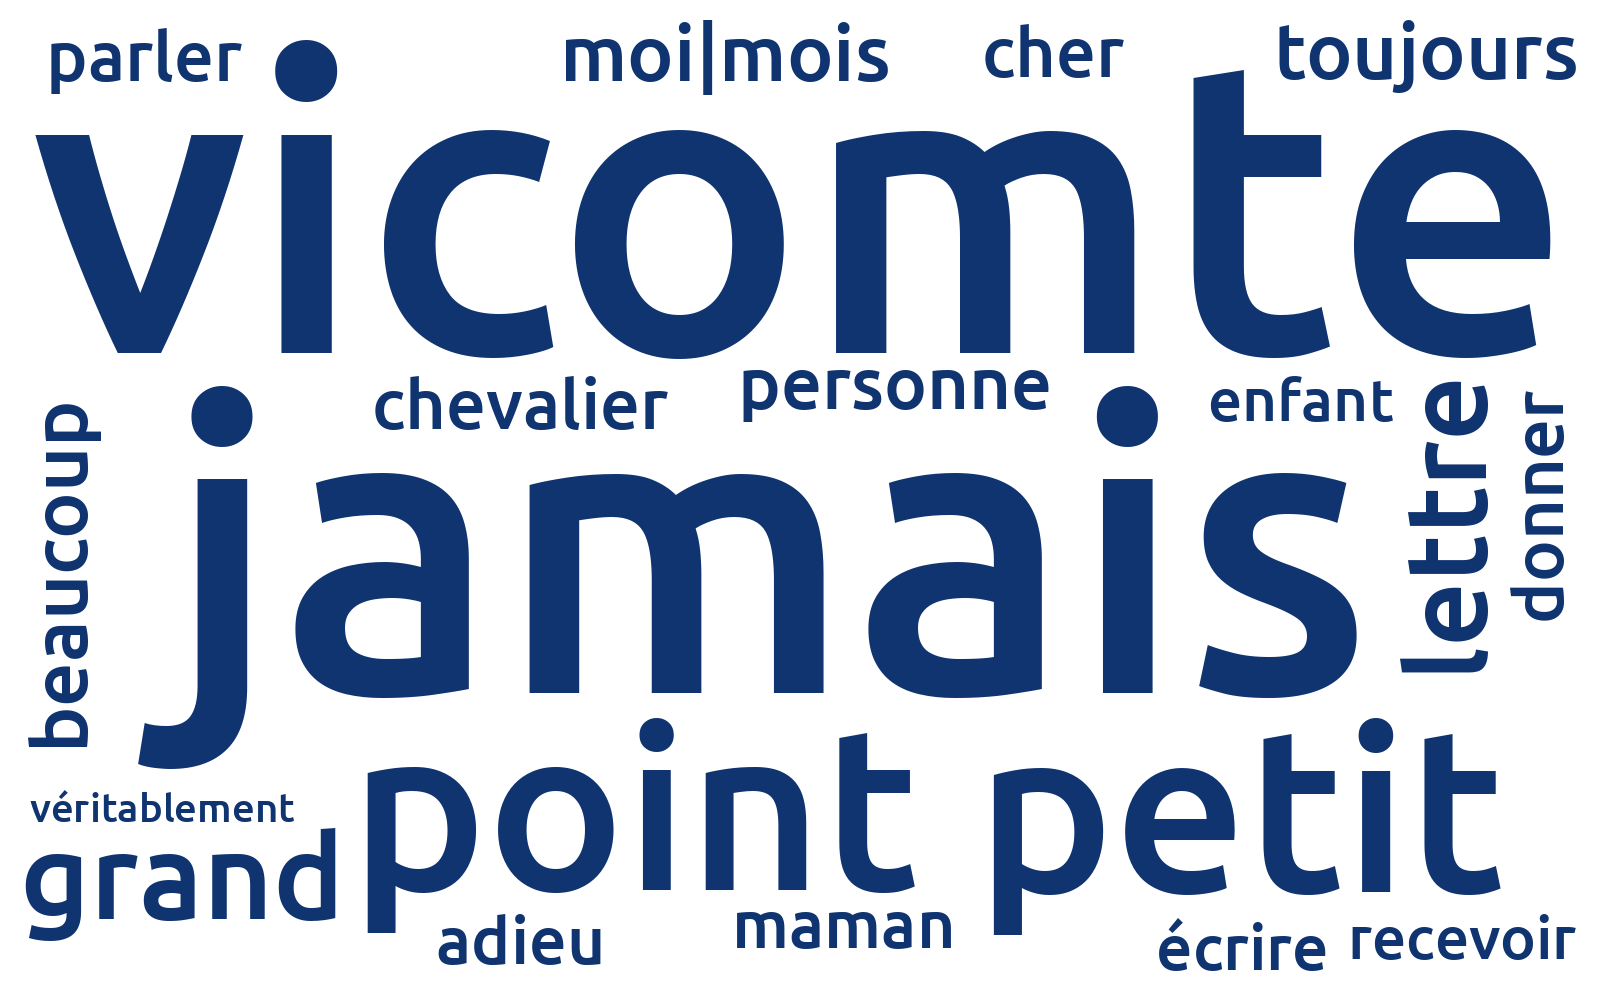 parler
moi|mois
cher
toujours
vicomte
chevalier
personne
enfant
beaucoup
jamais
lettre
donner
véritablement
grand
point
petit
adieu
maman
écrire
recevoir